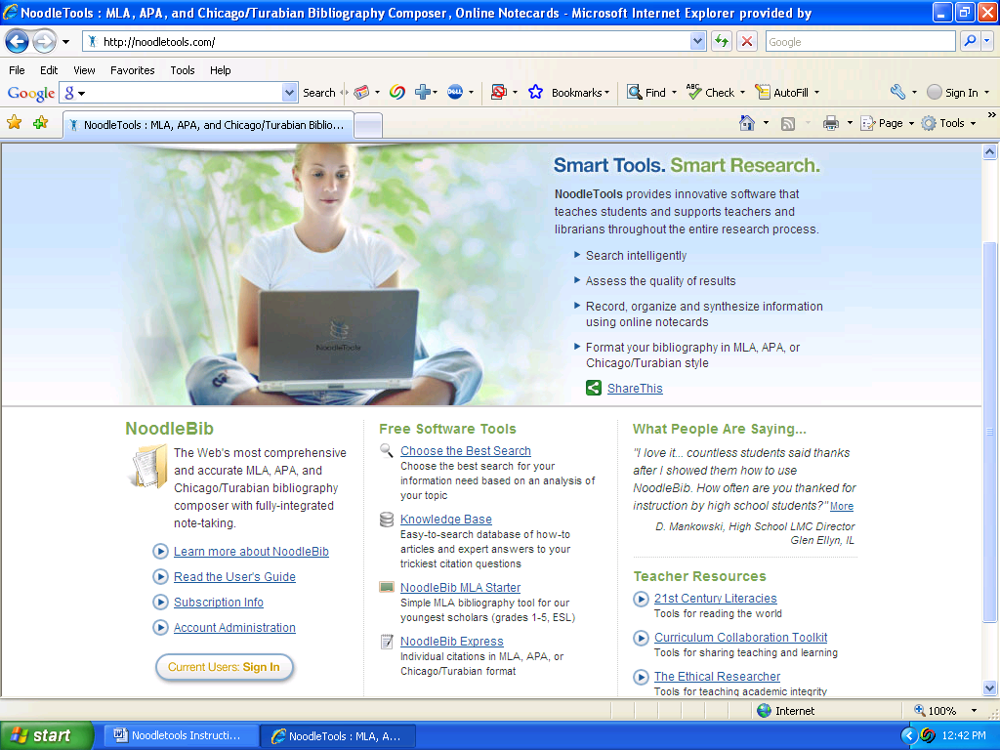 NoodleTools : MLA, APA, and Chicago/Turabian Bibliography Composer, Online Notecards - Microsoft Internet Explorer provided by
http://noodletools.com/
Google
File Edit View Favorites Tools Help
Google g Search Bookmarks Find ABC Check AutoFill Sign In
DELL
NoodleTools : MLA, APA, and Chicago/Turabian Biblio...
Page Tools »
Smart Tools. Smart Research.
NoodleTools provides innovative software that
teaches students and supports teachers and
librarians throughout the entire research process.
Search intelligently
Assess the quality of results
Record, organize and synthesize information
using online notecards
Format your bibliography in MLA, APA, or
Chicago/Turabian style
ShareThis
NoodleTools
NoodleBib
The Web's most comprehensive
and accurate MLA, APA, and
Chicago/Turabian bibliography
composer with fully-integrated
note-taking.
Learn more about NoodleBib
Read the User's Guide
Subscription Info
Account Administration
Current Users: Sign In
Free Software Tools
Choose the Best Search
Choose the best search for your
information need based on an analysis of
your topic
Knowledge Base
Easy-to-search database of how-to
articles and expert answers to your
trickiest citation questions
NoodleBib MLA Starter
Simple MLA bibliography tool for our
youngest scholars (grades 1-5, ESL)
NoodleBib Express
Individual citations in MLA, APA, or
Chicago/Turabian format
What People Are Saying...
"I love it... countless students said thanks
after I showed them how to use
NoodleBib. How often are you thanked for
instruction by high school students?" More
D. Mankowski, High School LMC Director
Glen Ellyn, IL
Teacher Resources
21st Century Literacies
Tools for reading the world
Curriculum Collaboration Toolkit
Tools for sharing teaching and learning
The Ethical Researcher
Tools for teaching academic integrity
Internet 100%
start Noodletools Instructi... NoodleTools : MLA, A... 12:42 PM